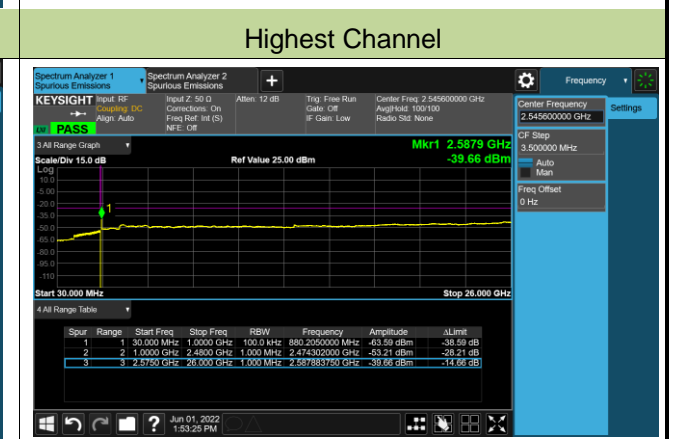 Highest Channel
Spectrum Analyzer 1
Spurious Emissions
Spectrum Analyzer 2
Spurious Emissions
Frequency
KEYSIGHT
Input: RF
Coupling: DC
Align: Auto
Input Z: 50 Ω
Corrections: On
Freq Ref: Int (S)
NFE: Off
Atten: 12 dB
Trig: Free Run
Gate: Off
IF Gain: Low
Center Freq: 2.545600000 GHz
Avg|Hold: 100/100
Radio Std: None
PASS
Center Frequency
2.545600000 GHz
Settings
CF Step
3.500000 MHz
Auto
Man
Freq Offset
0 Hz
3 All Range Graph
Mkr1 2.5879 GHz
Scale/Div 15.0 dB
Ref Value 25.00 dBm
-39.66 dBm
Log
10.0
-5.00
-20.0
-35.0
-50.0
-65.0
-80.0
-95.0
-110
1
Start 30.000 MHz
Stop 26.000 GHz
4 All Range Table
Spur Range Start Freq Stop Freq RBW Frequency Amplitude ΔLimit
1 1 30.000 MHz 1.0000 GHz 100.0 kHz 880.2050000 MHz -63.59 dBm -38.59 dB
2 2 1.0000 GHz 2.4800 GHz 1.000 MHz 2.474302000 GHz -53.21 dBm -28.21 dB
3 3 2.5750 GHz 26.000 GHz 1.000 MHz 2.587883750 GHz -39.66 dBm -14.66 dB
?
Jun 01, 2022
1:53:25 PM